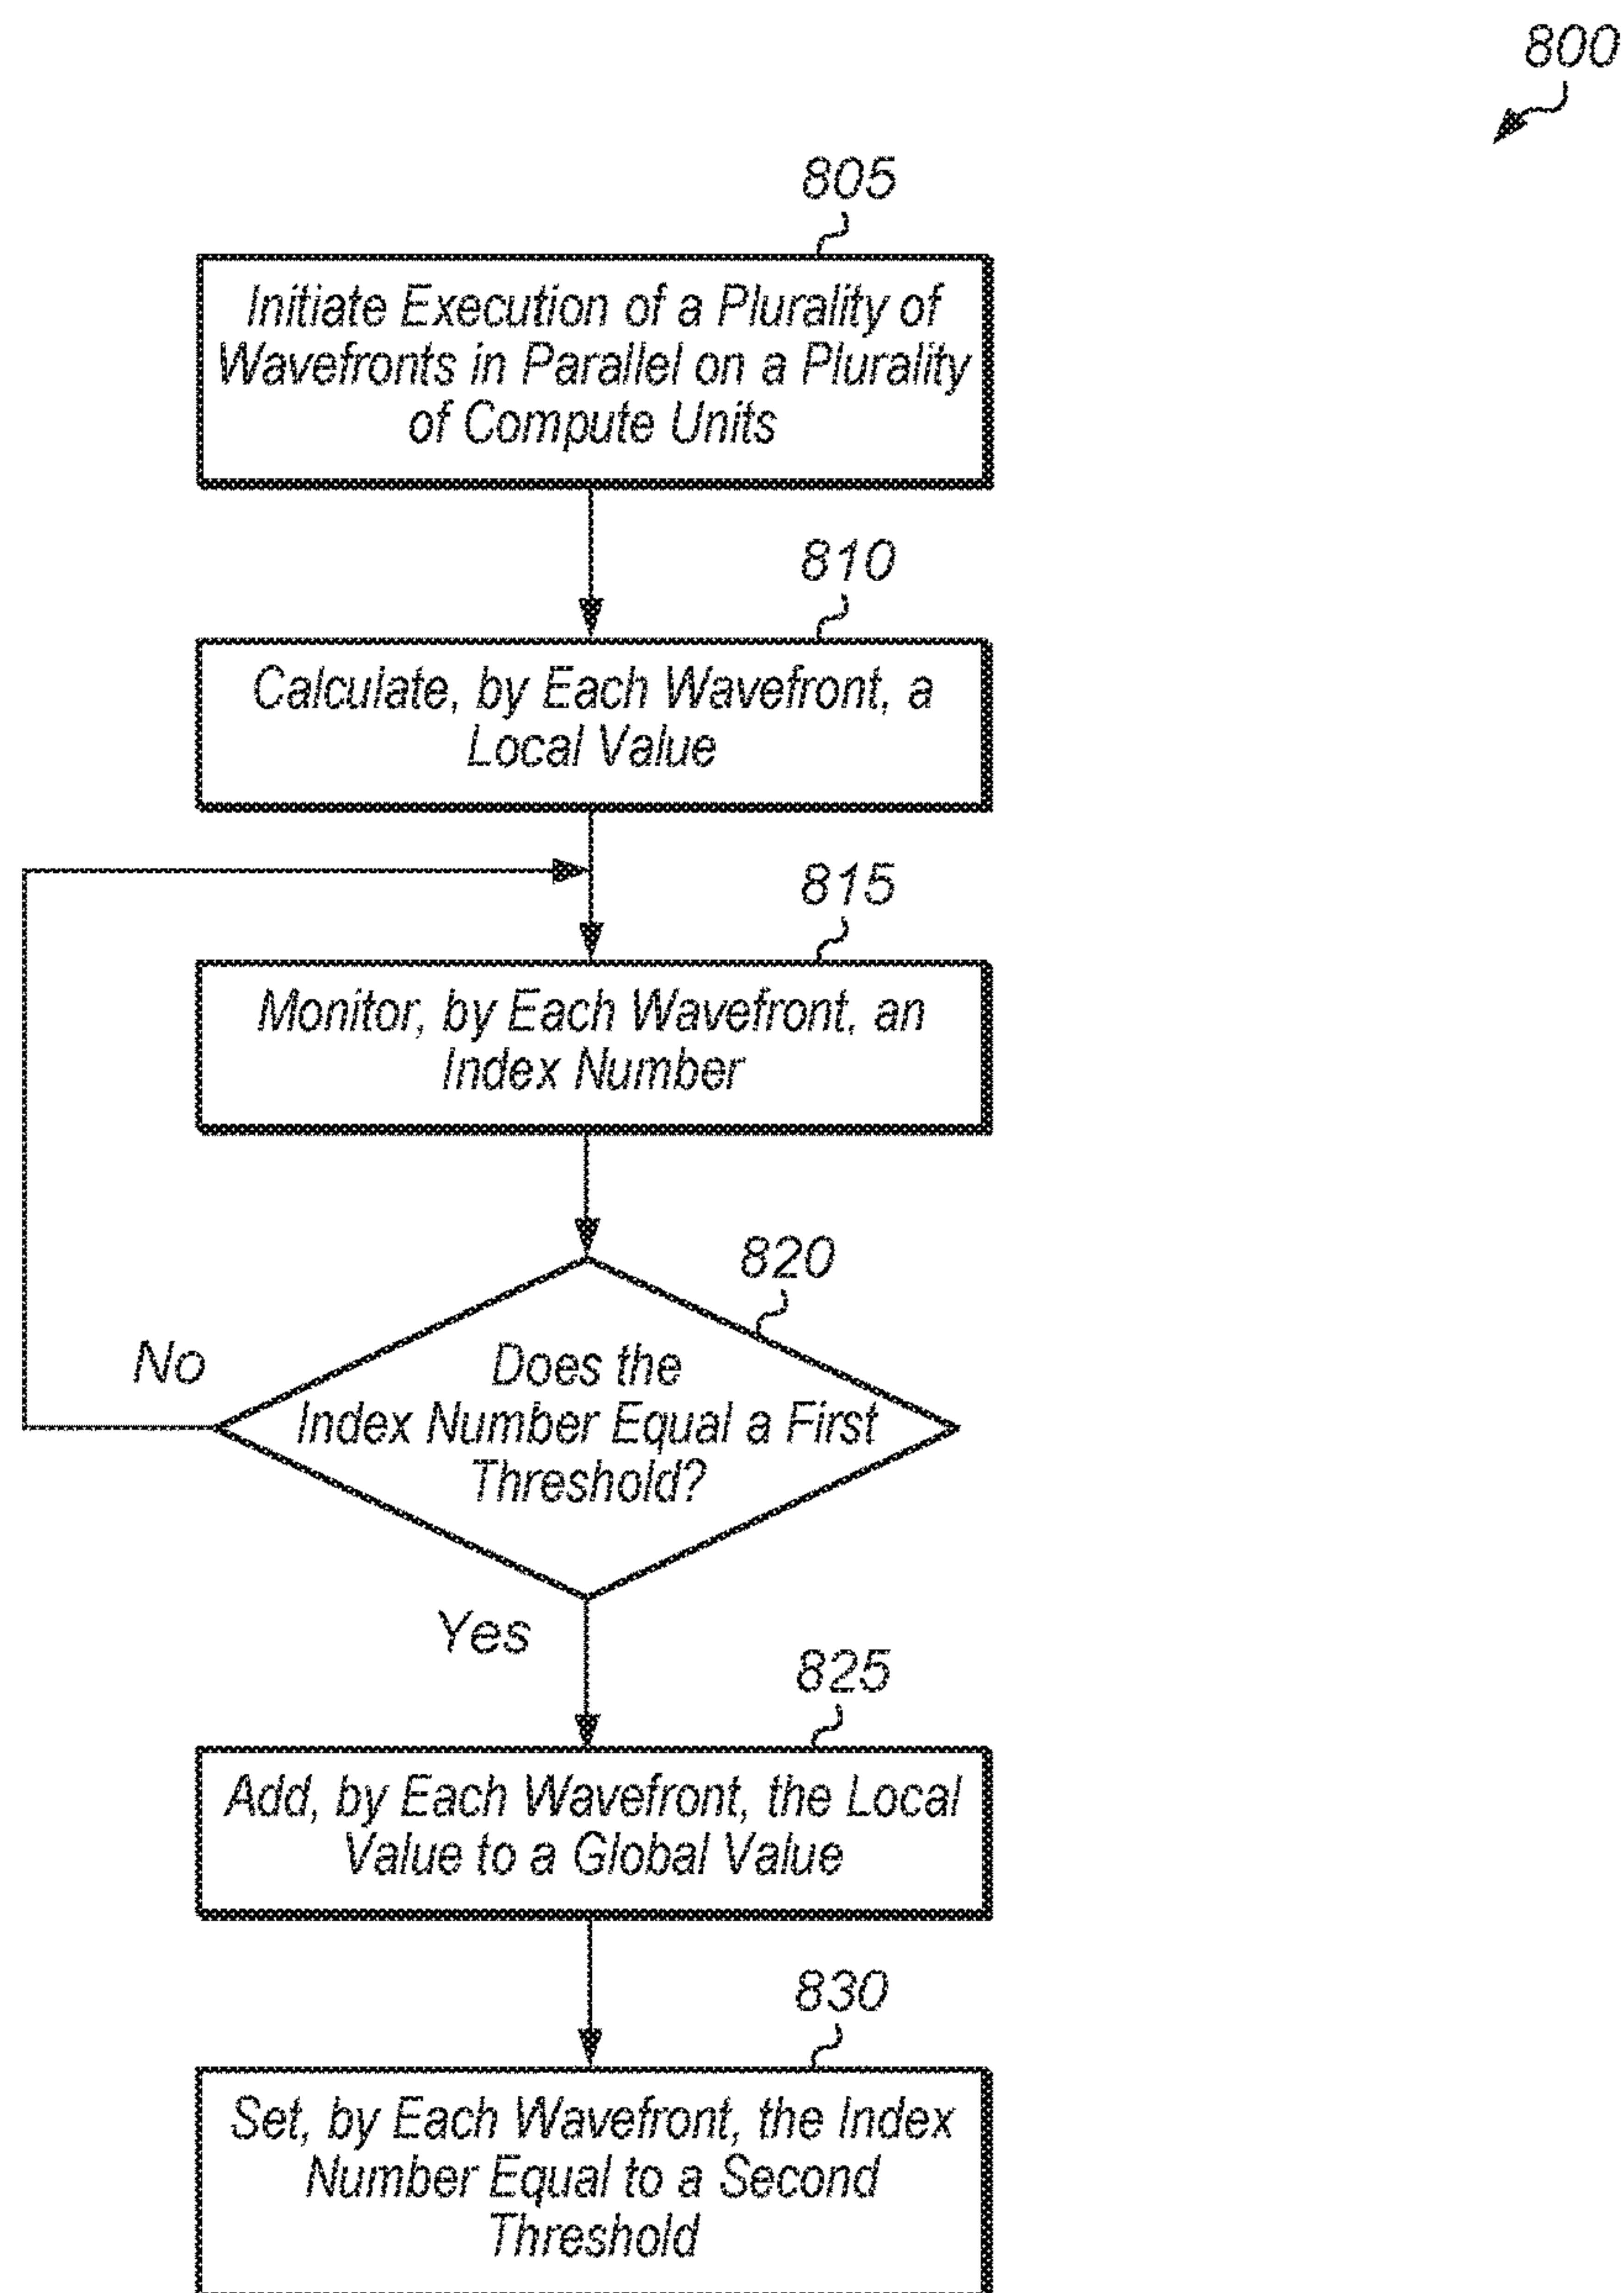 800
805
Initiate Execution of a Plurality of
Wavefronts in Parallel on a Plurality
of Compute Units
810
Calculate, by Each Wavefront, a
Local Value
815
Monitor, by Each Wavefront, an
Index Number
820
Does the
Index Number Equal a First
Threshold?
No
Yes
825
Add, by Each Wavefront, the Local
Value to a Global Value
830
Set, by Each Wavefront, the Index
Number Equal to a Second
Threshold